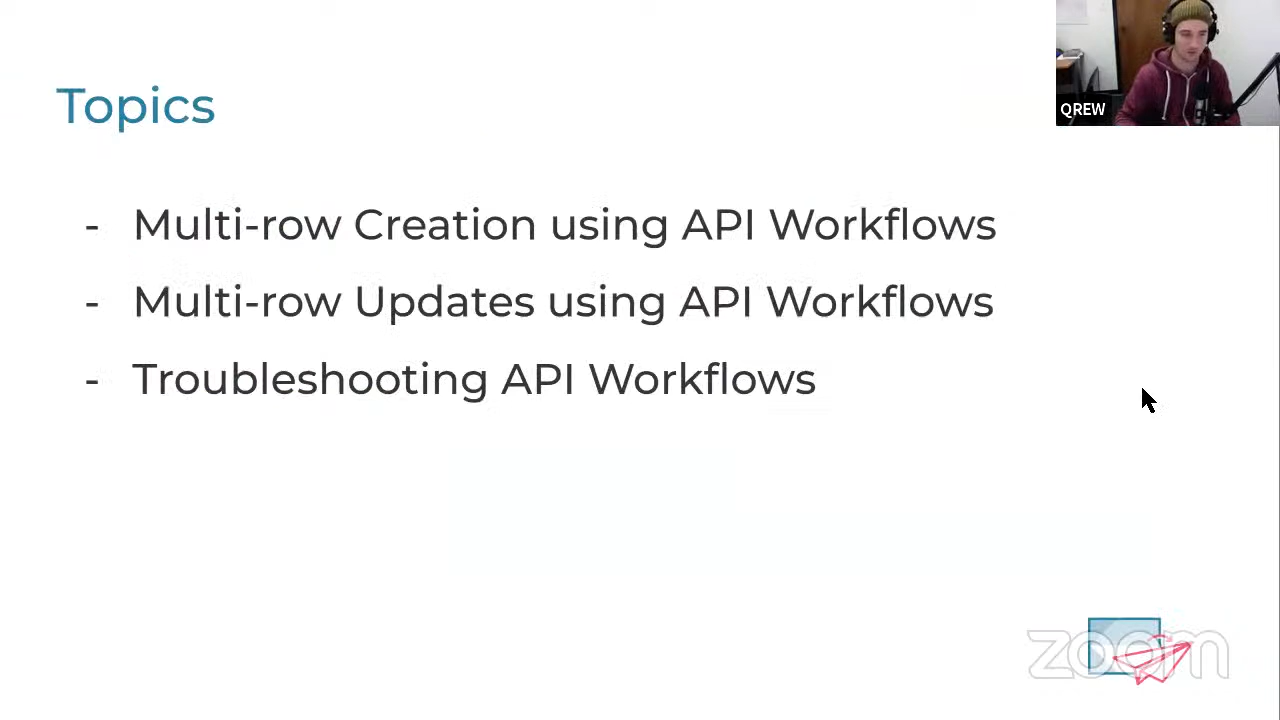 QREW
Topics
- Multi-row Creation using API Workflows
- Multi-row Updates using API Workflows
- Troubleshooting API Workflows
zoom